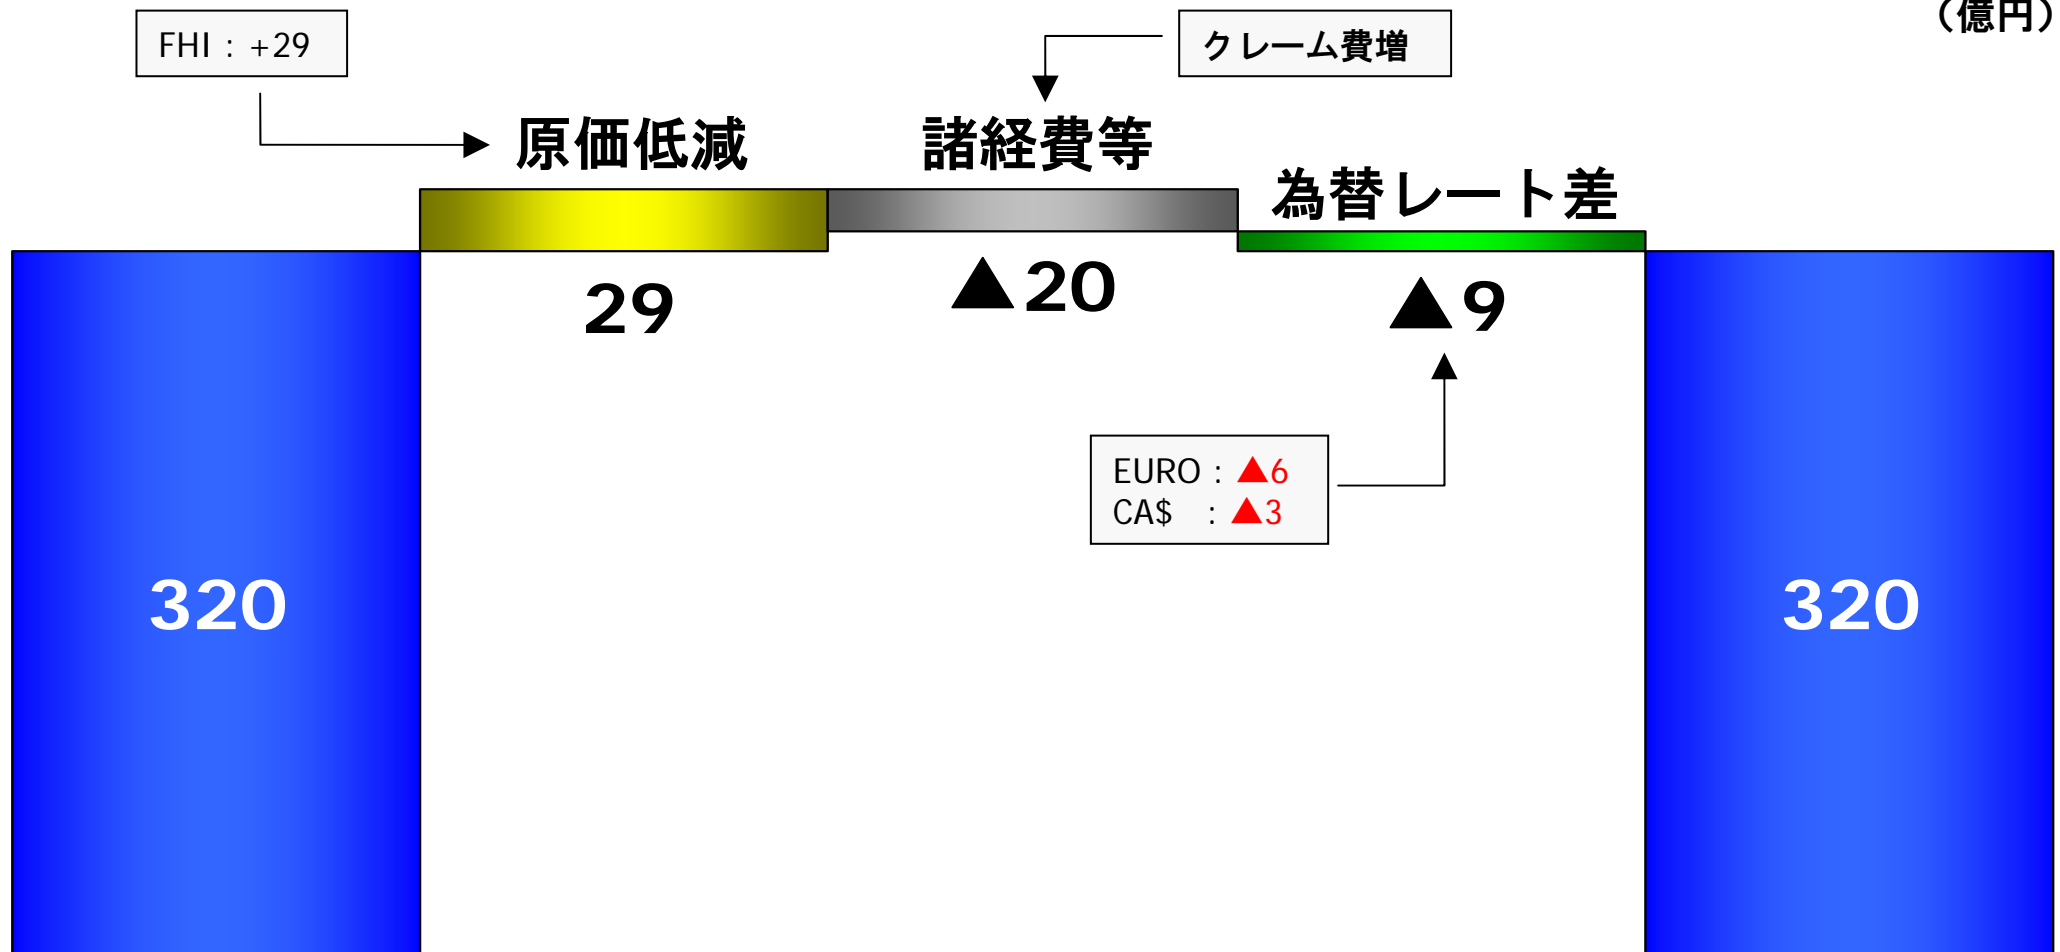 （億円）
FHI : +29
クレーム費増
原価低減
諸経費等
為替レート差
29
▲20
▲9
EURO : ▲6
CA$ : ▲3
320
320